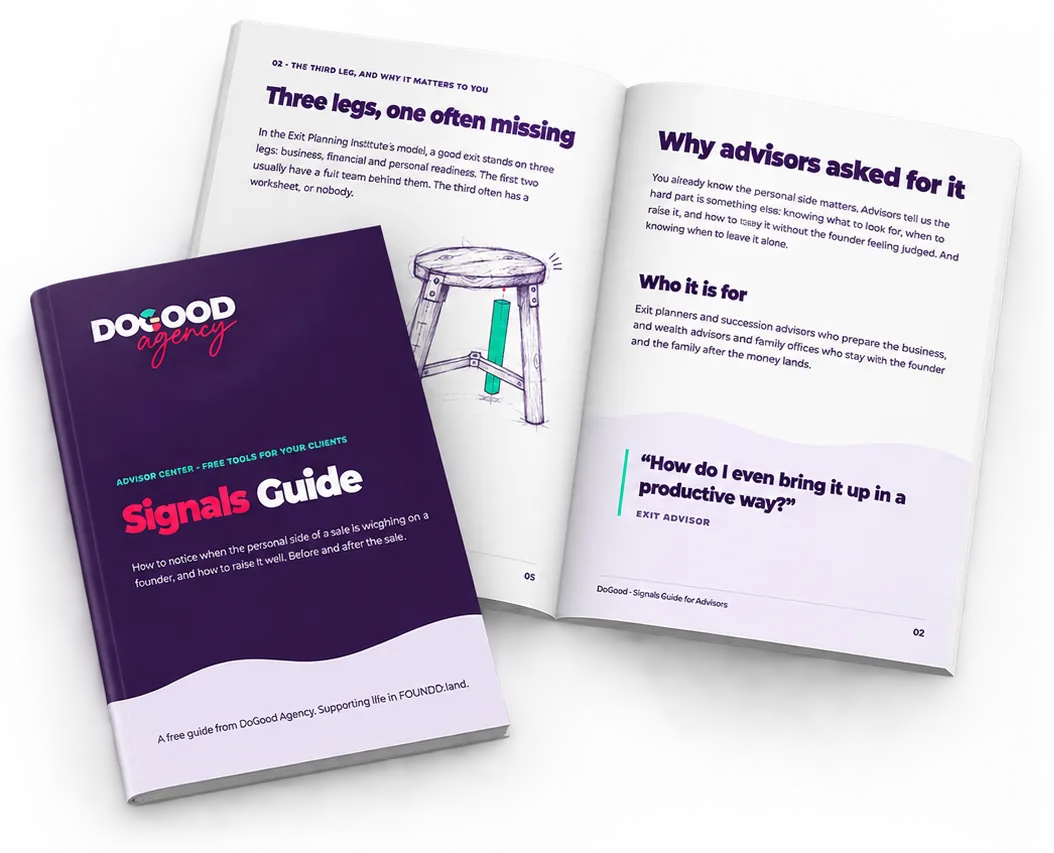 02 - THE THIRD LEG, AND WHY IT MATTERS TO YOU
Three legs, one often missing
In the Exit Planning Institute's model, a good exit stands on three
legs: business, financial and personal readiness. The first two
usually have a full team behind them. The third often has a
worksheet, or nobody.
05
Why advisors asked for it
You already know the personal side matters. Advisors tell us the
hard part is something else: knowing what to look for, when to
raise it, and how to it without the founder feeling judged. And
knowing when to leave it alone.
Who it is for
Exit planners and succession advisors who prepare the business,
and wealth advisors and family offices who stay with the founder
and the family after the money lands.
“How do I even bring it up in a
productive way?”
EXIT ADVISOR
DoGood - Signals Guide for Advisors
02
DOGOOD
agency
ADVISOR CENTER - FREE TOOLS FOR YOUR CLIENTS
Signals Guide
How to notice when the personal side of a sale is wicghing on a
founder, and how to raise it well. Before and after the sale.
A free guide from DoGood Agency. Supporting life in FOUNDD.land.